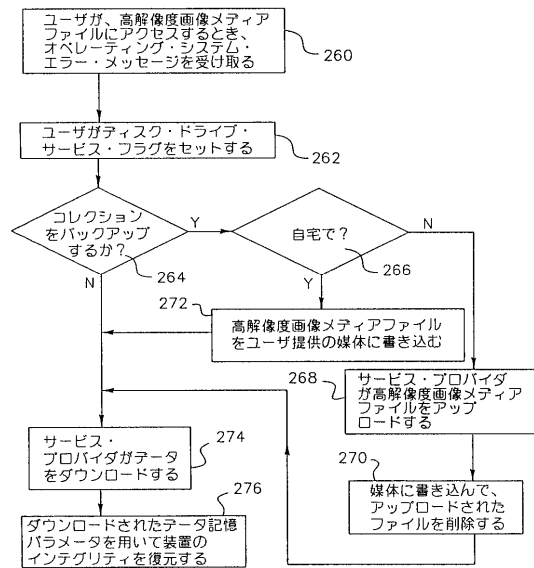 ユーザが、高解像度画像メディア
ファイルにアクセスするとき、
オペレーティング・システム・
エラー・メッセージを受け取る
260
ユーザがディスク・ドライブ・
サービス・フラグをセットする
262
コレクション
をバックアップ
するか?
264
Y
N
自宅で?
266
N
Y
272
高解像度画像メディアファイル
をユーザ提供の媒体に書き込む
268
サービス・プロバイダ
が高解像度画像メディア
ファイルをアップ
ロードする
270
媒体に書き込んで、
アップロードされた
ファイルを削除する
サービス・
プロバイダがデータ
をダウンロードする
274
276
ダウンロードされたデータ記憶
パラメータを用いて装置の
インテグリティを復元する